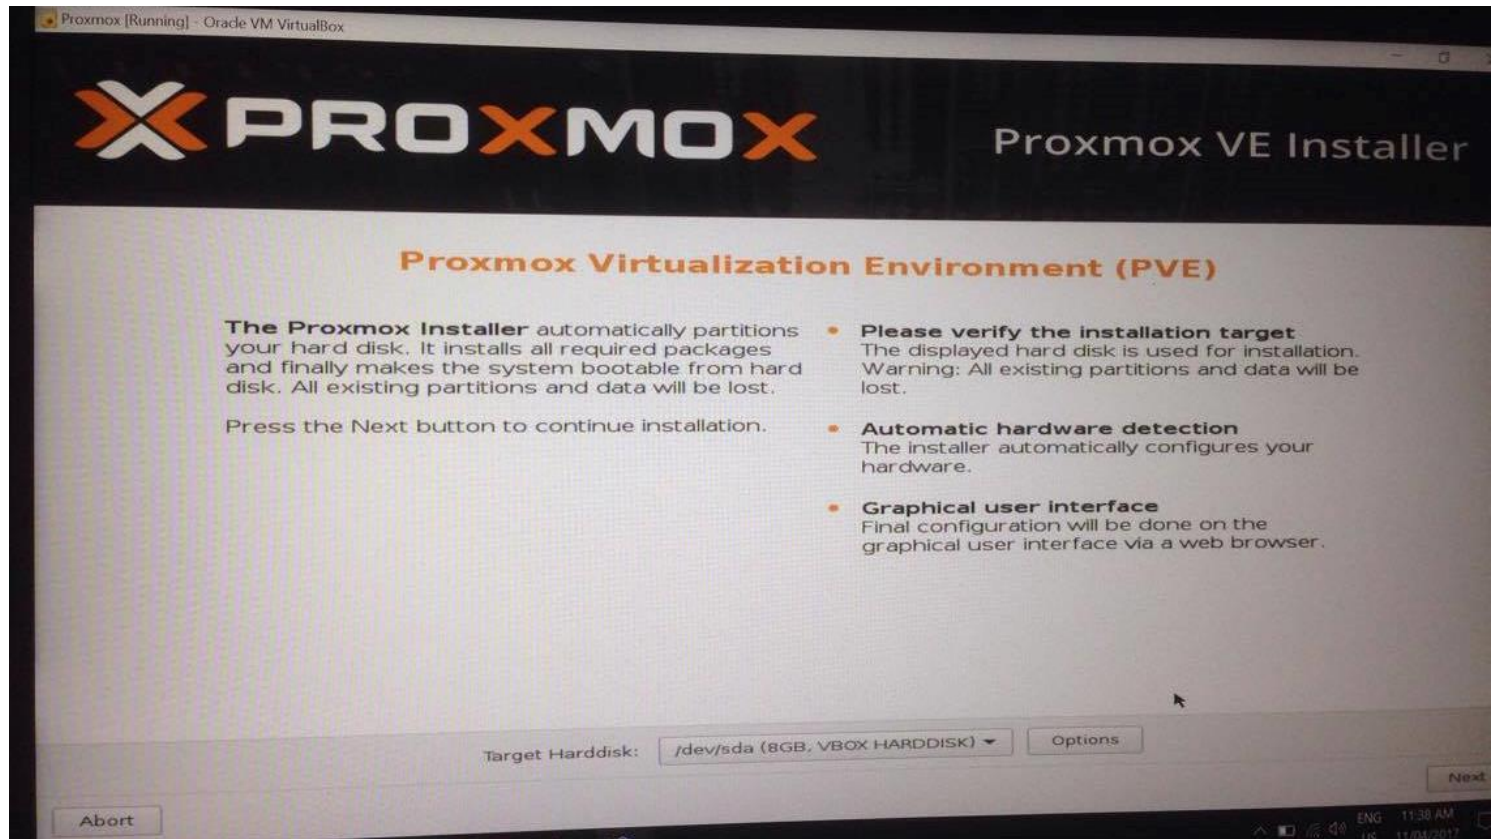 Proxmox [Running] - Oracle VM VirtualBox
PROXMOX
Proxmox VE Installer
Proxmox Virtualization Environment (PVE)
The Proxmox Installer automatically partitions
your hard disk. It installs all required packages
and finally makes the system bootable from hard
disk. All existing partitions and data will be lost.
Press the Next button to continue installation.
Please verify the installation target
The displayed hard disk is used for installation.
Warning: All existing partitions and data will be
lost.
Automatic hardware detection
The installer automatically configures your
hardware.
Graphical user interface
Final configuration will be done on the
graphical user interface via a web browser.
Target Harddisk: /dev/sda (8GB, VBOX HARDDISK) Options
Next
Abort
ENG 11:38 AM
US 11/04/2017